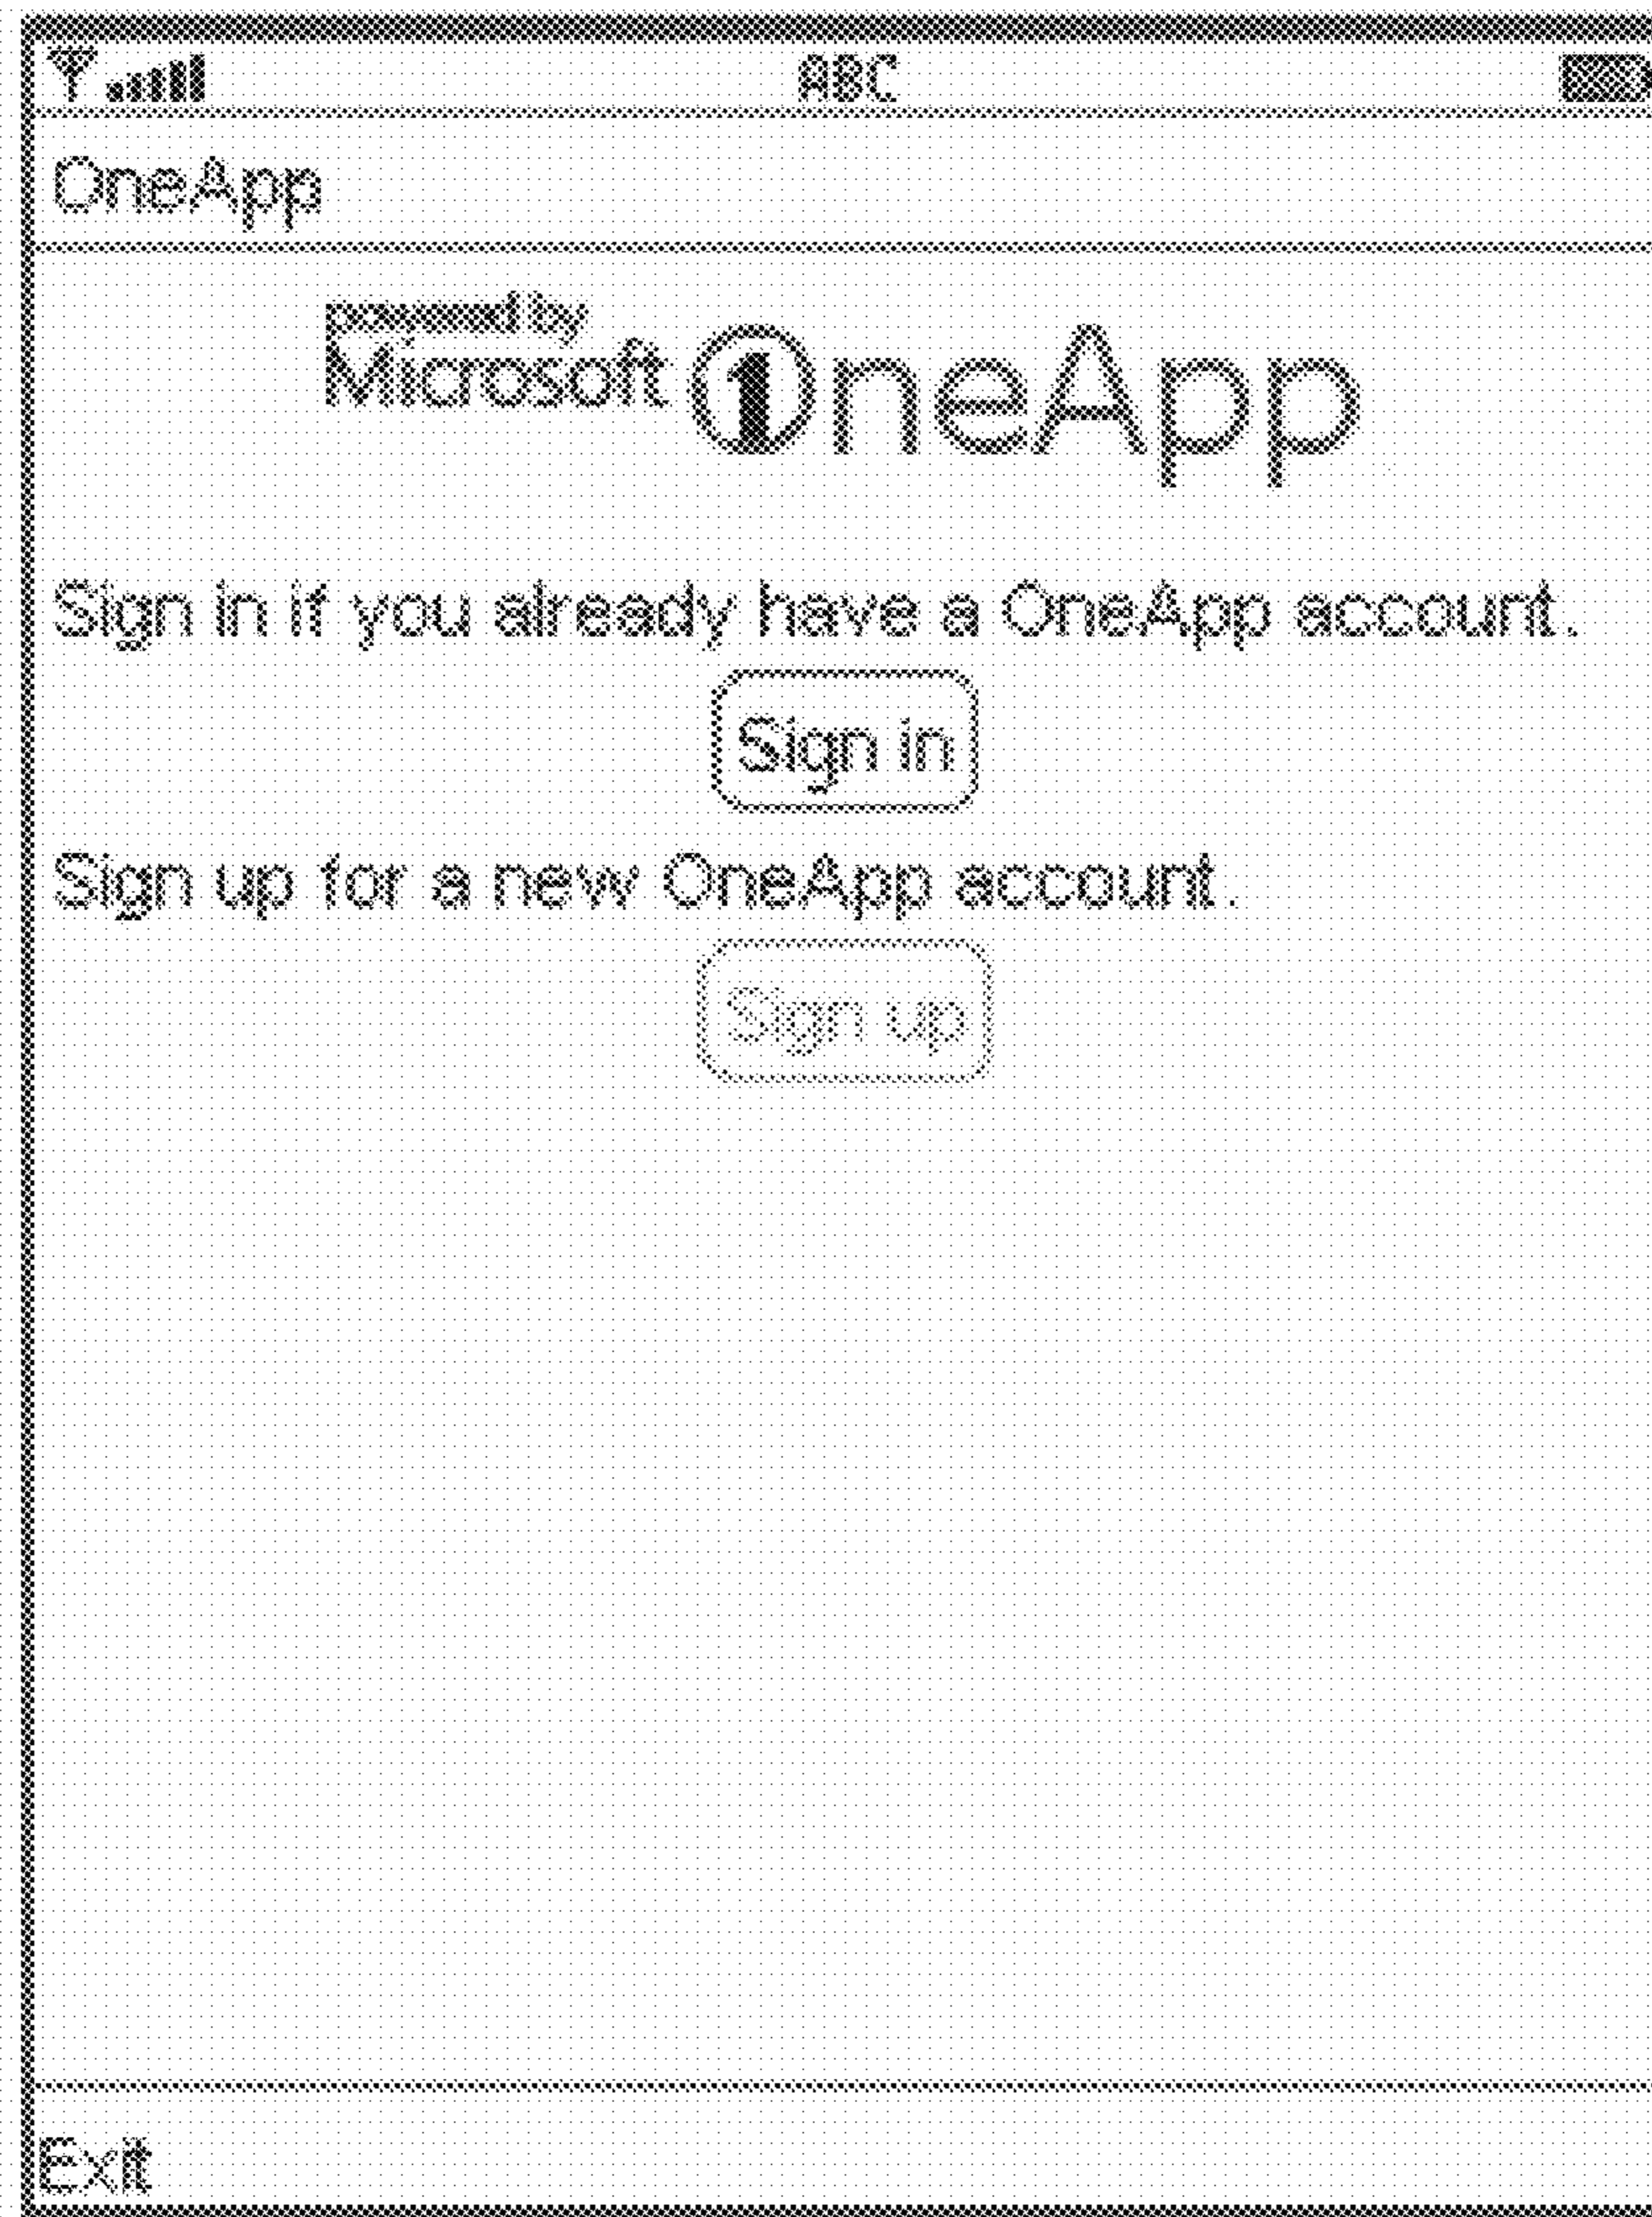 ABC
OneApp
powered by
Microsoft OneApp
Sign in if you already have a OneApp account.
Sign in
Sign up for a new OneApp account.
Sign up
Exit